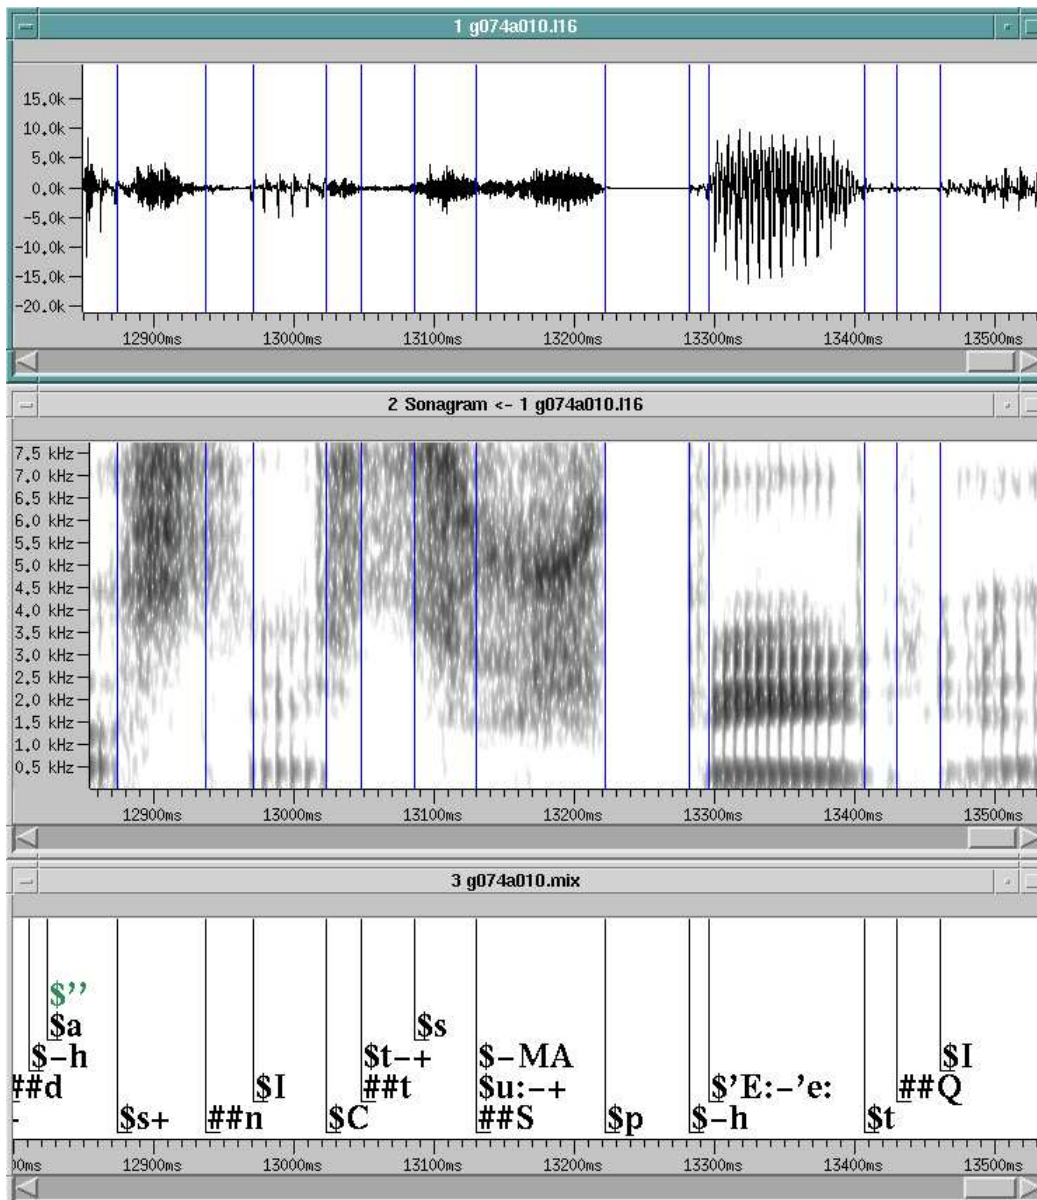 1 g074a010.l16
15.0k
10.0k
5.0k
0.0k
-5.0k
-10.0k
-15.0k
-20.0k
12900ms 13000ms 13100ms 13200ms 13300ms 13400ms 13500ms
2 Sonagram <- 1 g074a010.l16
7.5 kHz
7.0 kHz
6.5 kHz
6.0 kHz
5.5 kHz
5.0 kHz
4.5 kHz
4.0 kHz
3.5 kHz
3.0 kHz
2.5 kHz
2.0 kHz
1.5 kHz
1.0 kHz
0.5 kHz
12900ms 13000ms 13100ms 13200ms 13300ms 13400ms 13500ms
3 g074a010.mix
$’’
$a $s
$-h $t-+ $-MA $I
##d $I ##t $u:-+ $’E:-’e: ##Q
- $s+ ##n $C ##S $p $-h $t
00ms 12900ms 13000ms 13100ms 13200ms 13300ms 13400ms 13500ms